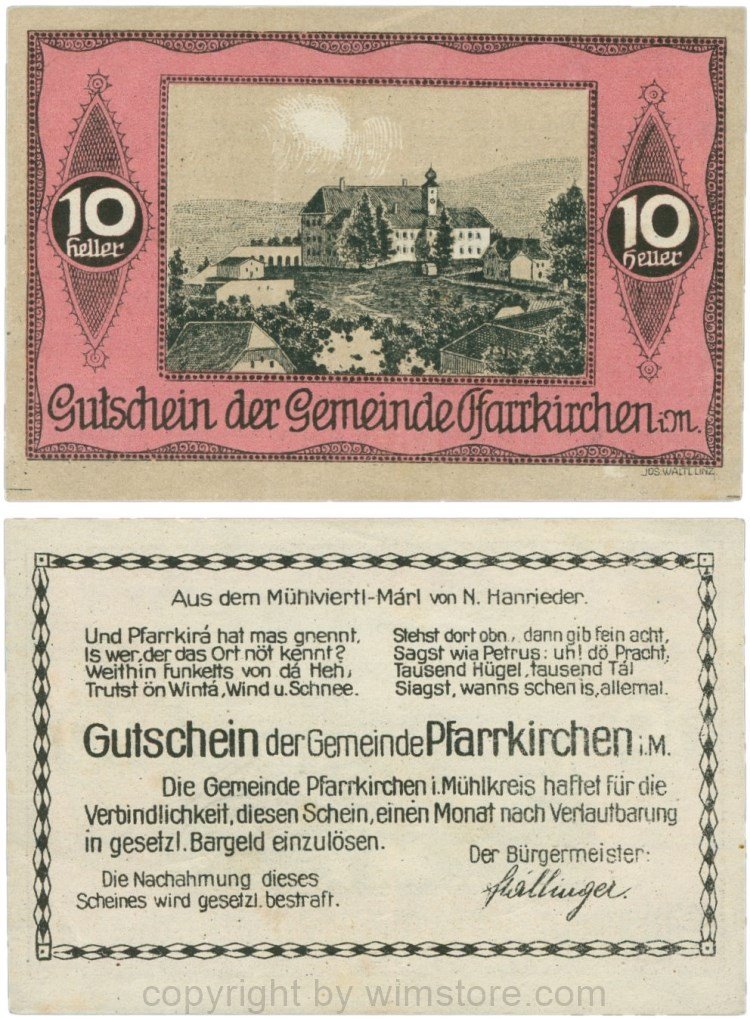 10
Heller
10
Heller
Gutschein der Gemeinde Pfarrkirchen i.M.
JOS. WALTL LINZ
Aus dem Mühlviertl-Märl von N. Hanrieder.
Und Pfarrkirá hat mas gnennt,
Is wer, der das Ort nöt kennt?
Weithin funkelts von dá Heh,
Trutst ön Wintá, Wind u. Schnee.
Stehst dort obn, dann gib fein acht,
Sagst wia Petrus: uh! dö Pracht.
Tausend Hügel, tausend Tál
Siagst, wanns schen is, allemal.
Gutschein der Gemeinde Pfarrkirchen i.M.
Die Gemeinde Pfarrkirchen i. Mühlkreis haftet für die
Verbindlichkeit, diesen Schein, einen Monat nach Verlautbarung
in gesetzl. Bargeld einzulösen.
Der Bürgermeister:
Die Nachahmung dieses
Scheines wird gesetzl. bestraft.
copyright by wimstore.com